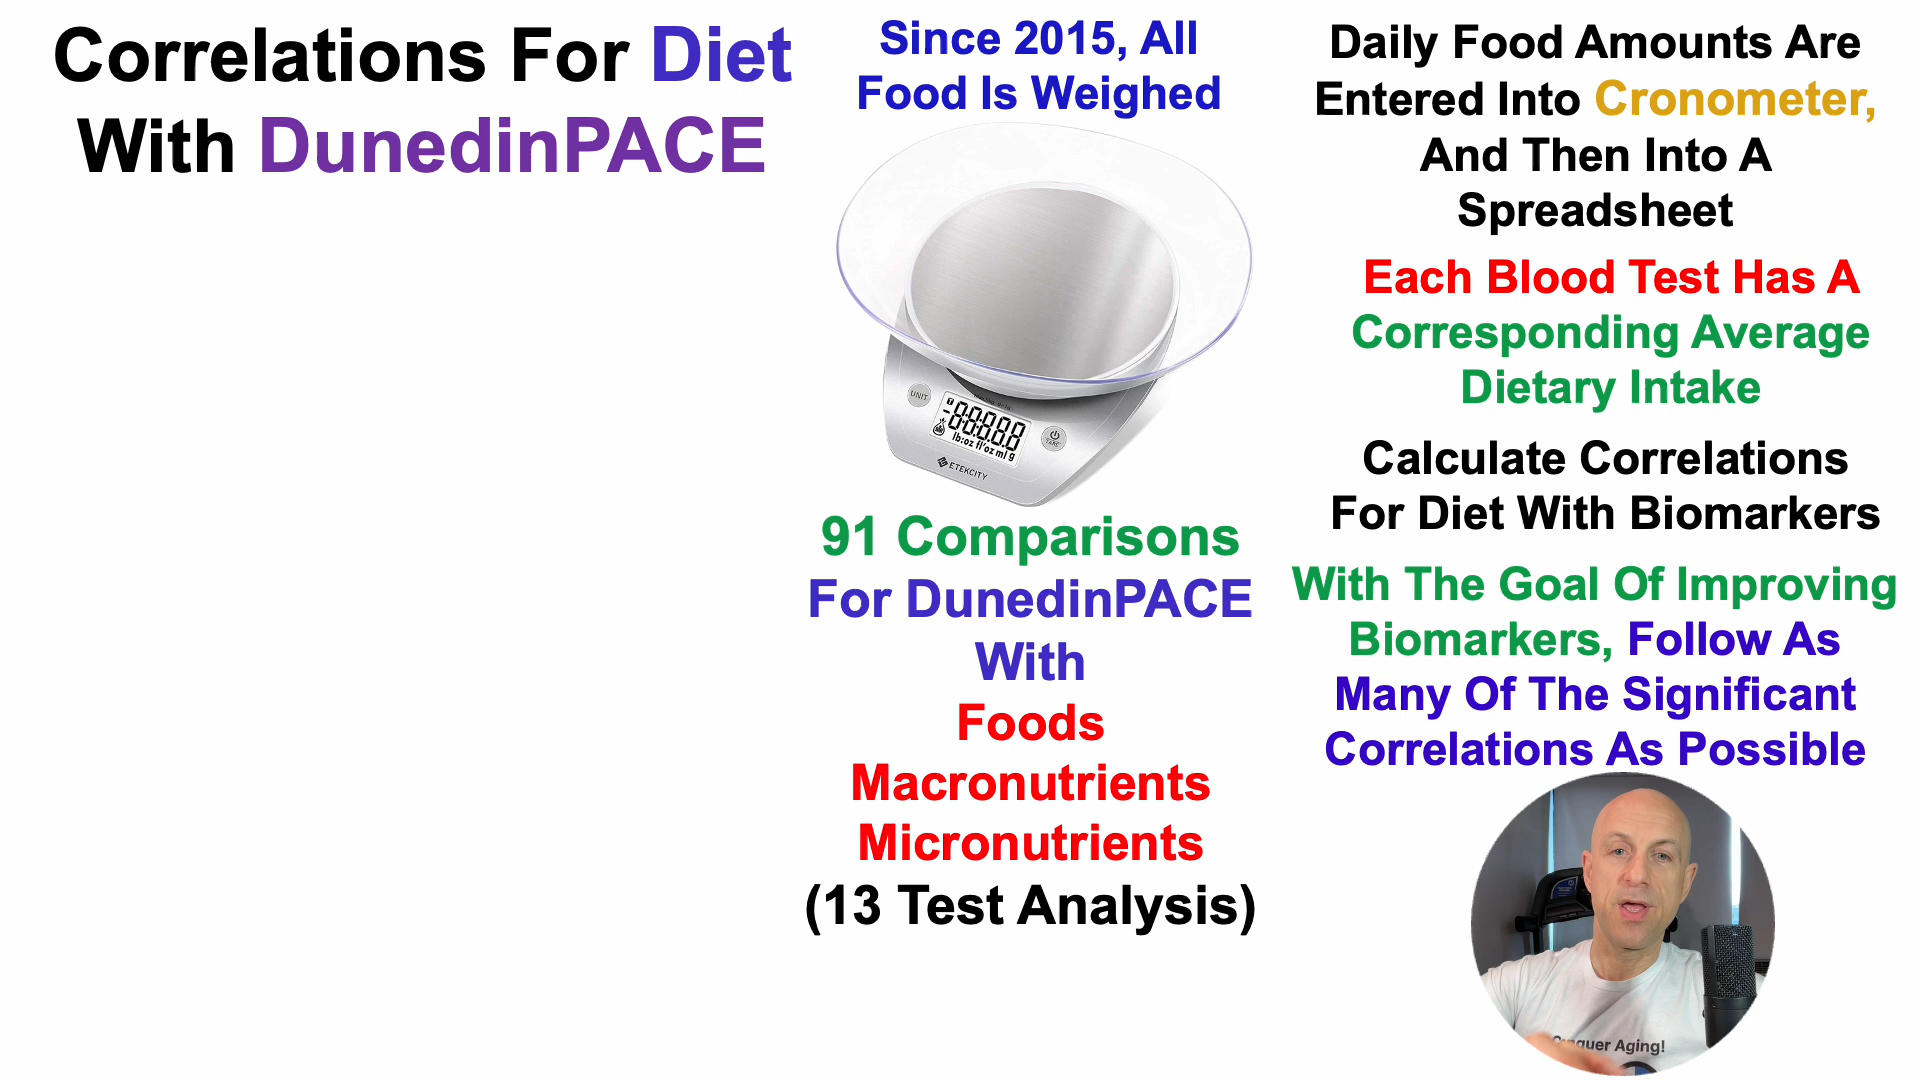 Correlations For Diet
With DunedinPACE
Since 2015, All
Food Is Weighed
UNIT
TARE
lb:oz fl'oz ml g
ETEKCITY
91 Comparisons
For DunedinPACE
With
Foods
Macronutrients
Micronutrients
(13 Test Analysis)
Daily Food Amounts Are
Entered Into Cronometer,
And Then Into A
Spreadsheet
Each Blood Test Has A
Corresponding Average
Dietary Intake
Calculate Correlations
For Diet With Biomarkers
With The Goal Of Improving
Biomarkers, Follow As
Many Of The Significant
Correlations As Possible
Aging!